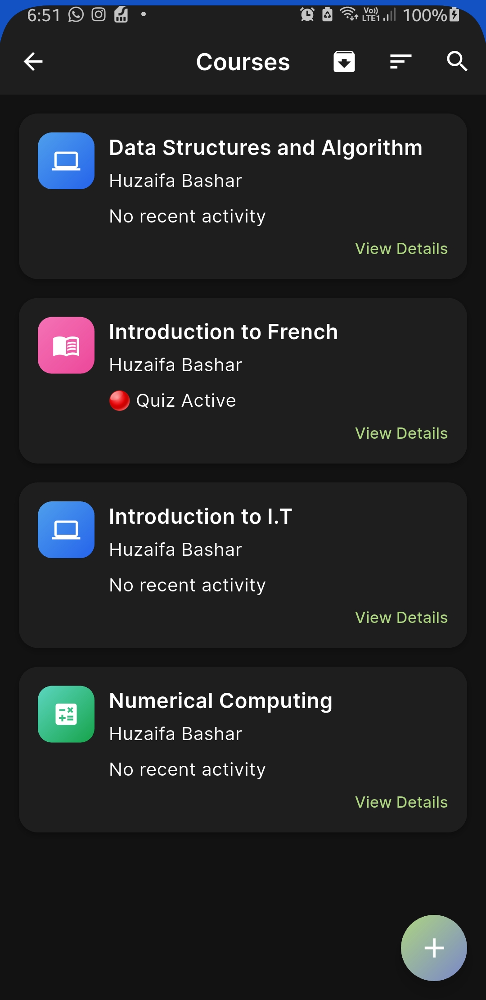 6:51 Vo)) LTE1 100%
Courses
Data Structures and Algorithm
Huzaifa Bashar
No recent activity
View Details
Introduction to French
Huzaifa Bashar
Quiz Active
View Details
Introduction to I.T
Huzaifa Bashar
No recent activity
View Details
Numerical Computing
Huzaifa Bashar
No recent activity
View Details